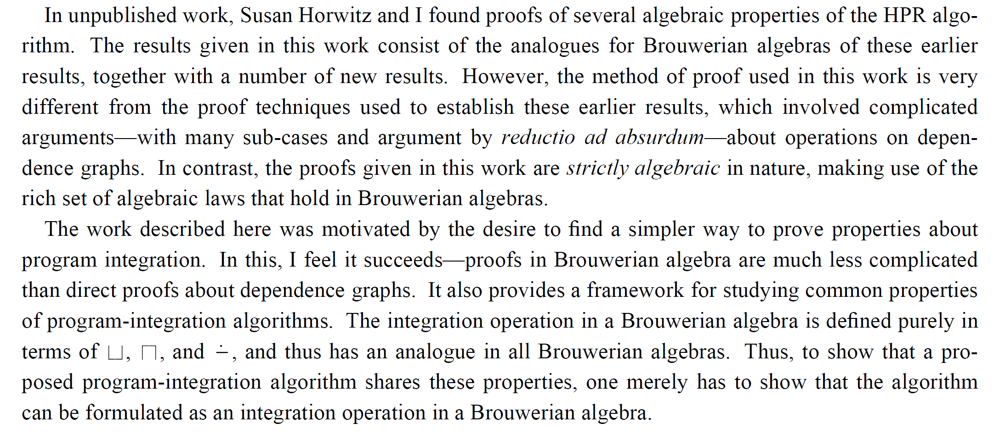 In unpublished work, Susan Horwitz and I found proofs of several algebraic properties of the HPR algo-
rithm. The results given in this work consist of the analogues for Brouwerian algebras of these earlier
results, together with a number of new results. However, the method of proof used in this work is very
different from the proof techniques used to establish these earlier results, which involved complicated
arguments—with many sub-cases and argument by reductio ad absurdum—about operations on depen-
dence graphs. In contrast, the proofs given in this work are strictly algebraic in nature, making use of the
rich set of algebraic laws that hold in Brouwerian algebras.
The work described here was motivated by the desire to find a simpler way to prove properties about
program integration. In this, I feel it succeeds—proofs in Brouwerian algebra are much less complicated
than direct proofs about dependence graphs. It also provides a framework for studying common properties
of program-integration algorithms. The integration operation in a Brouwerian algebra is defined purely in
terms of ⊔, ⊓, and ∸, and thus has an analogue in all Brouwerian algebras. Thus, to show that a pro-
posed program-integration algorithm shares these properties, one merely has to show that the algorithm
can be formulated as an integration operation in a Brouwerian algebra.